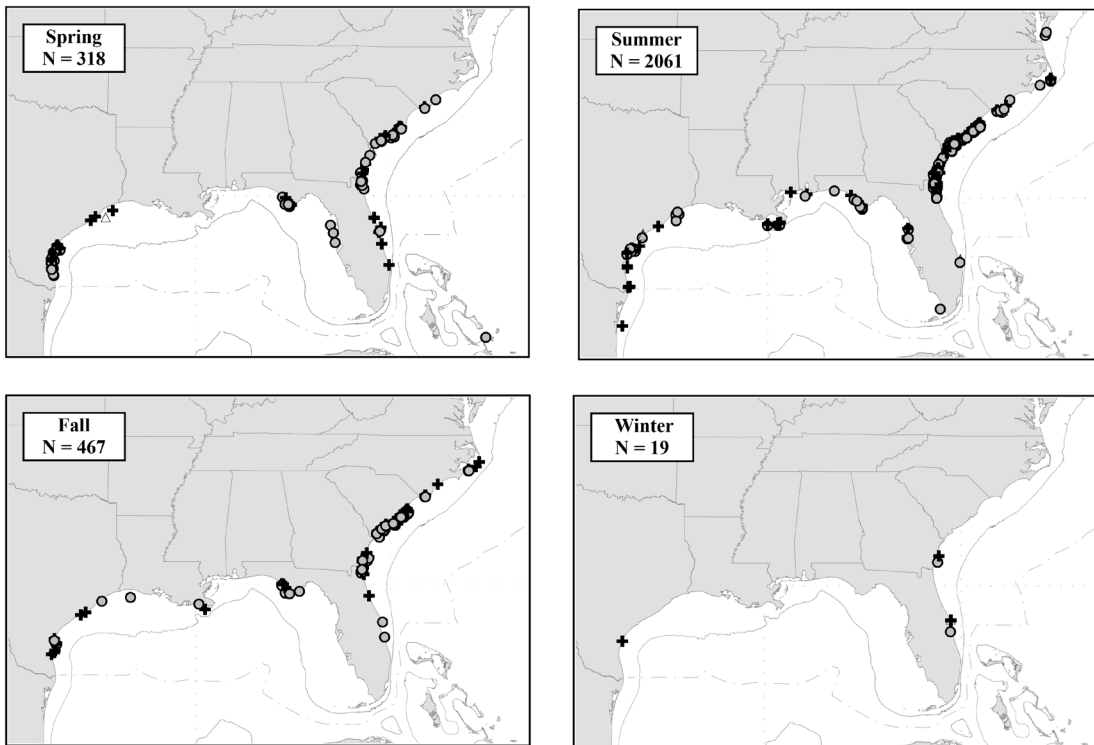 Spring
N = 318
Summer
N = 2061
Fall
N = 467
Winter
N = 19